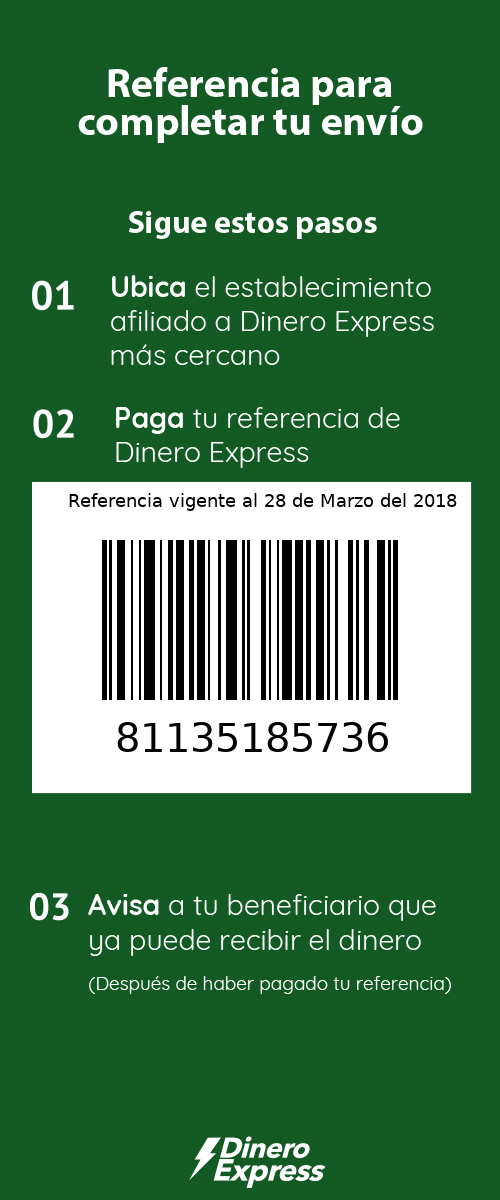 Referencia para
completar tu envío
Sigue estos pasos
01 Ubica el establecimiento
afiliado a Dinero Express
más cercano
02 Paga tu referencia de
Dinero Express
Referencia vigente al 28 de Marzo del 2018
81135185736
03 Avisa a tu beneficiario que
ya puede recibir el dinero
(Después de haber pagado tu referencia)
Dinero
Express